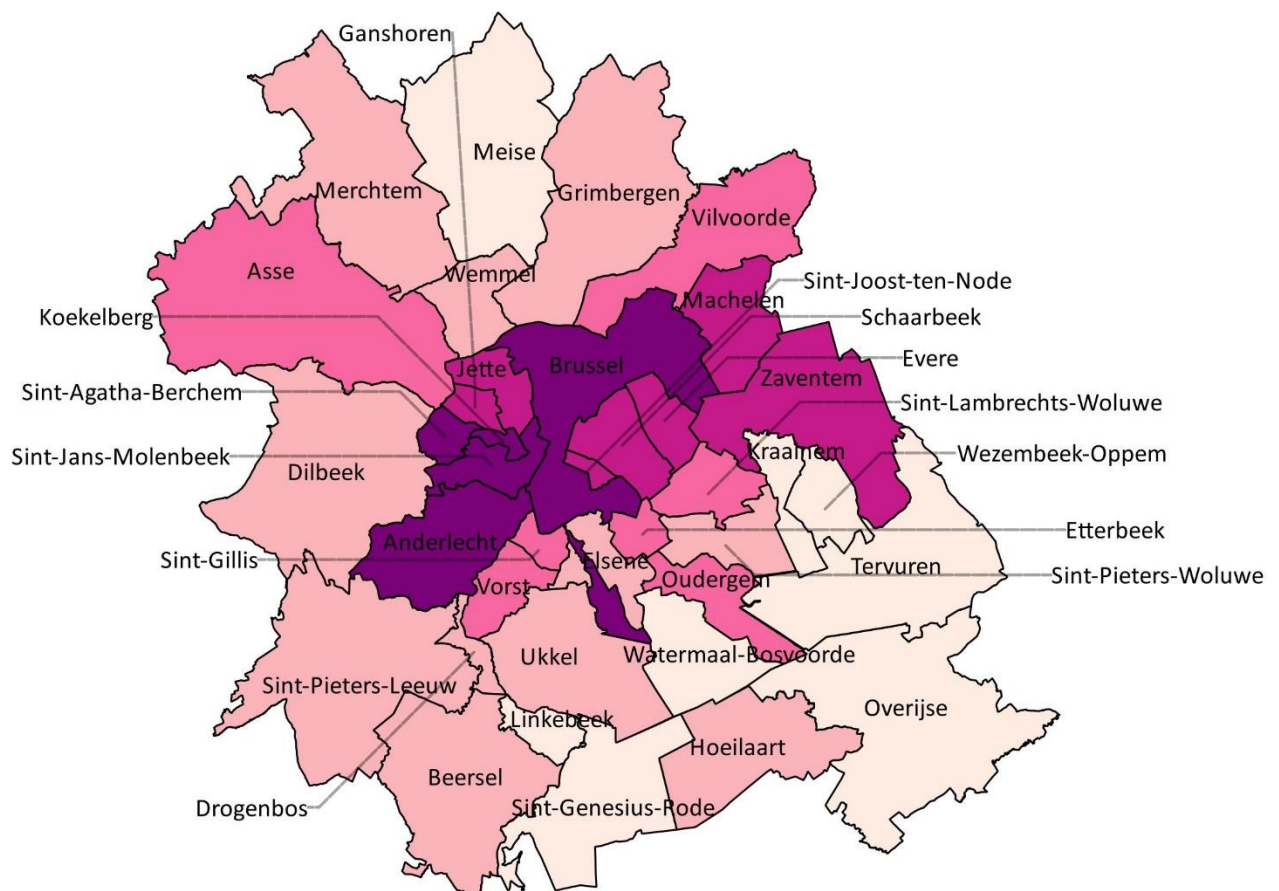 Ganshoren
Meise
Merchtem
Grimbergen
Vilvoorde
Asse
Wemmel
Sint-Joost-ten-Node
Machelen
Koekelberg
Schaarbeek
Evere
Jette
Brussel
Zaventem
Sint-Agatha-Berchem
Sint-Lambrechts-Woluwe
Sint-Jans-Molenbeek
Kraainem
Wezembeek-Oppem
Dilbeek
Etterbeek
Anderlecht
Sint-Gillis
Elsene
Tervuren
Vorst
Oudergem
Sint-Pieters-Woluwe
Ukkel
Watermaal-Bosvoorde
Sint-Pieters-Leeuw
Overijse
Linkebeek
Hoeilaart
Beersel
Drogenbos
Sint-Genesius-Rode